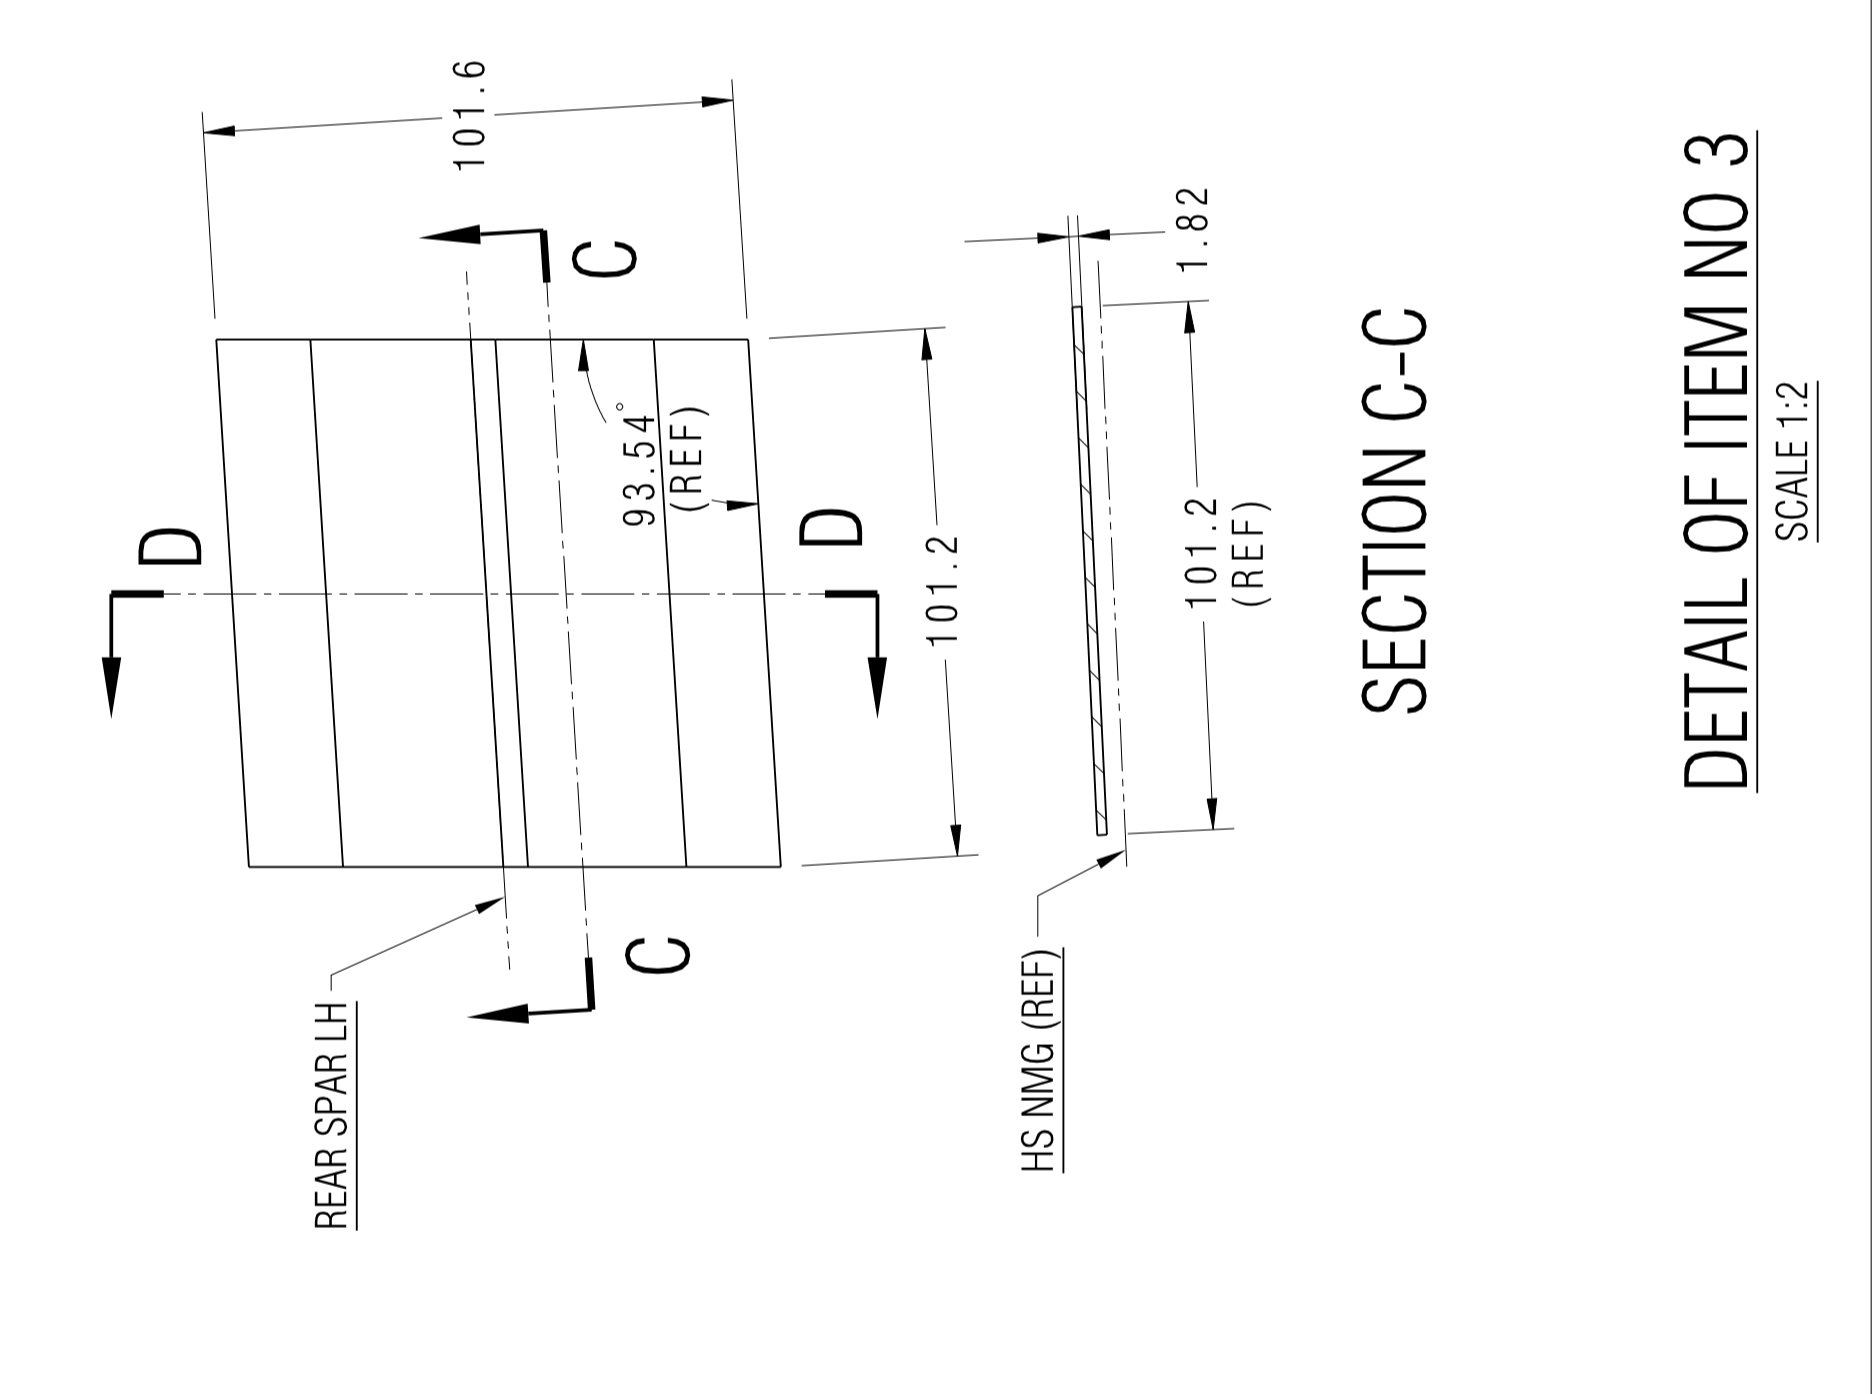 REAR SPAR LH
D
D
C
C
101.6
93.54°
(REF)
101.2
HS NMG (REF)
1.82
101.2
(REF)
SECTION C-C
DETAIL OF ITEM NO 3
SCALE 1:2